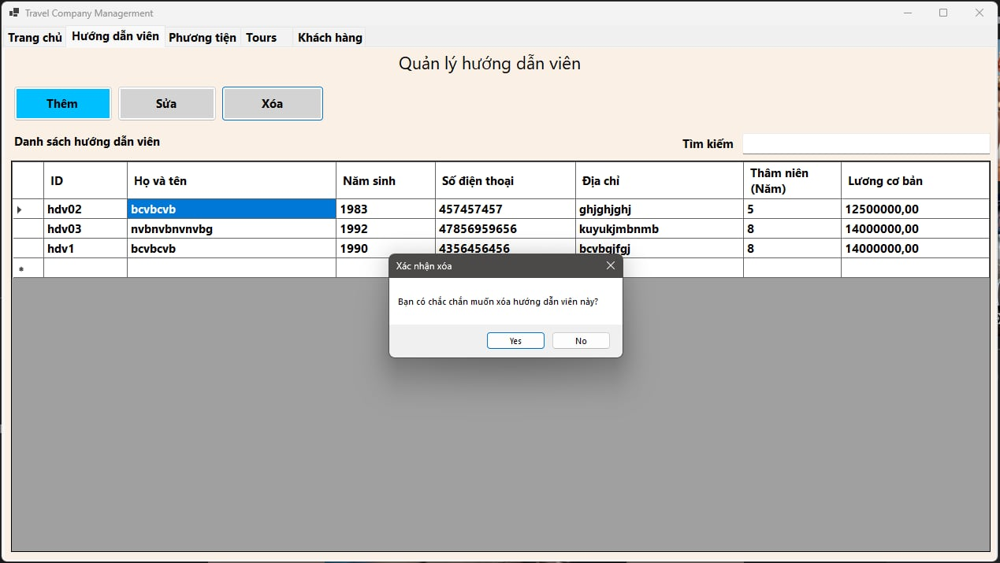 Travel Company Managerment
Trang chủ Hướng dẫn viên Phương tiện Tours Khách hàng
Quản lý hướng dẫn viên
Thêm Sửa Xóa
Danh sách hướng dẫn viên Tìm kiếm
ID Họ và tên Năm sinh Số điện thoại Địa chỉ Thâm niên (Năm) Lương cơ bản
hdv02 bcvbcvb 1983 457457457 ghjghjghj 5 12500000,00
hdv03 nvbnvbnvnvbg 1992 47856959656 kuyukjmbnmb 8 14000000,00
hdv1 bcvbcvb 1990 4356456456 bcvbgjfgj 8 14000000,00
Xác nhận xóa
Bạn có chắc chắn muốn xóa hướng dẫn viên này?
Yes No